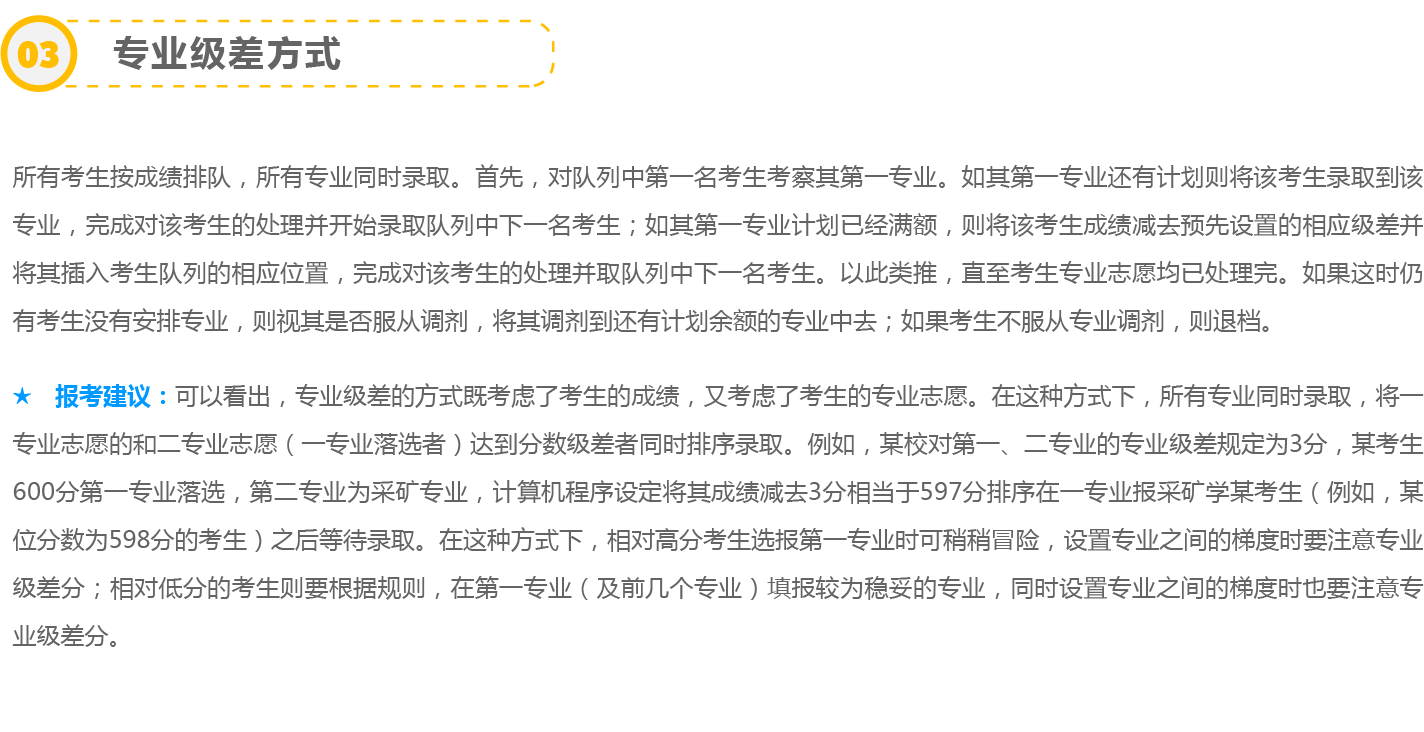 03 专业级差方式
所有考生按成绩排队，所有专业同时录取。首先，对队列中第一名考生考察其第一专业。如其第一专业还有计划则将该考生录取到该
专业，完成对该考生的处理并开始录取队列中下一名考生；如其第一专业计划已经满额，则将该考生成绩减去预先设置的相应级差并
将其插入考生队列的相应位置，完成对该考生的处理并取队列中下一名考生。以此类推，直至考生专业志愿均已处理完。如果这时仍
有考生没有安排专业，则视其是否服从调剂，将其调剂到还有计划余额的专业中去；如果考生不服从专业调剂，则退档。
★ 报考建议：可以看出，专业级差的方式既考虑了考生的成绩，又考虑了考生的专业志愿。在这种方式下，所有专业同时录取，将一
专业志愿的和二专业志愿（一专业落选者）达到分数级差者同时排序录取。例如，某校对第一、二专业的专业级差规定为3分，某考生
600分第一专业落选，第二专业为采矿专业，计算机程序设定将其成绩减去3分相当于597分排序在一专业报采矿学某考生（例如，某
位分数为598分的考生）之后等待录取。在这种方式下，相对高分考生选报第一专业时可稍稍冒险，设置专业之间的梯度时要注意专业
级差分；相对低分的考生则要根据规则，在第一专业（及前几个专业）填报较为稳妥的专业，同时设置专业之间的梯度时也要注意专
业级差分。